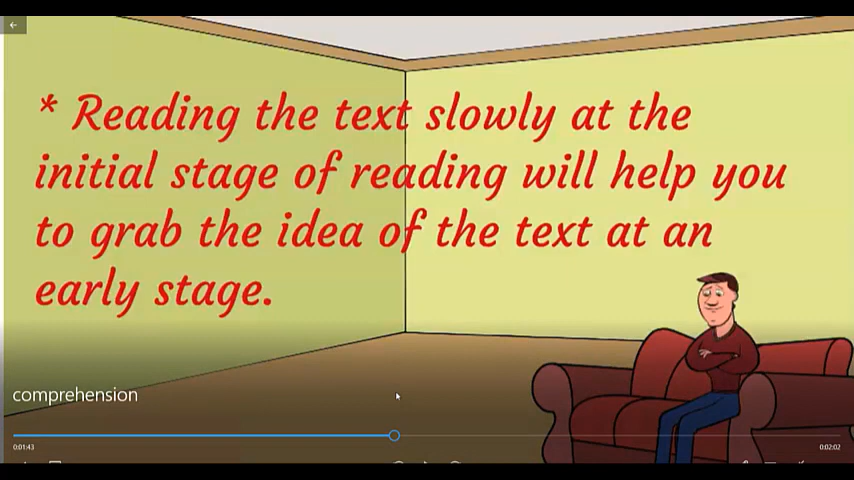 * Reading the text slowly at the
initial stage of reading will help you
to grab the idea of the text at an
early stage.
comprehension
0:01:43
0:02:02